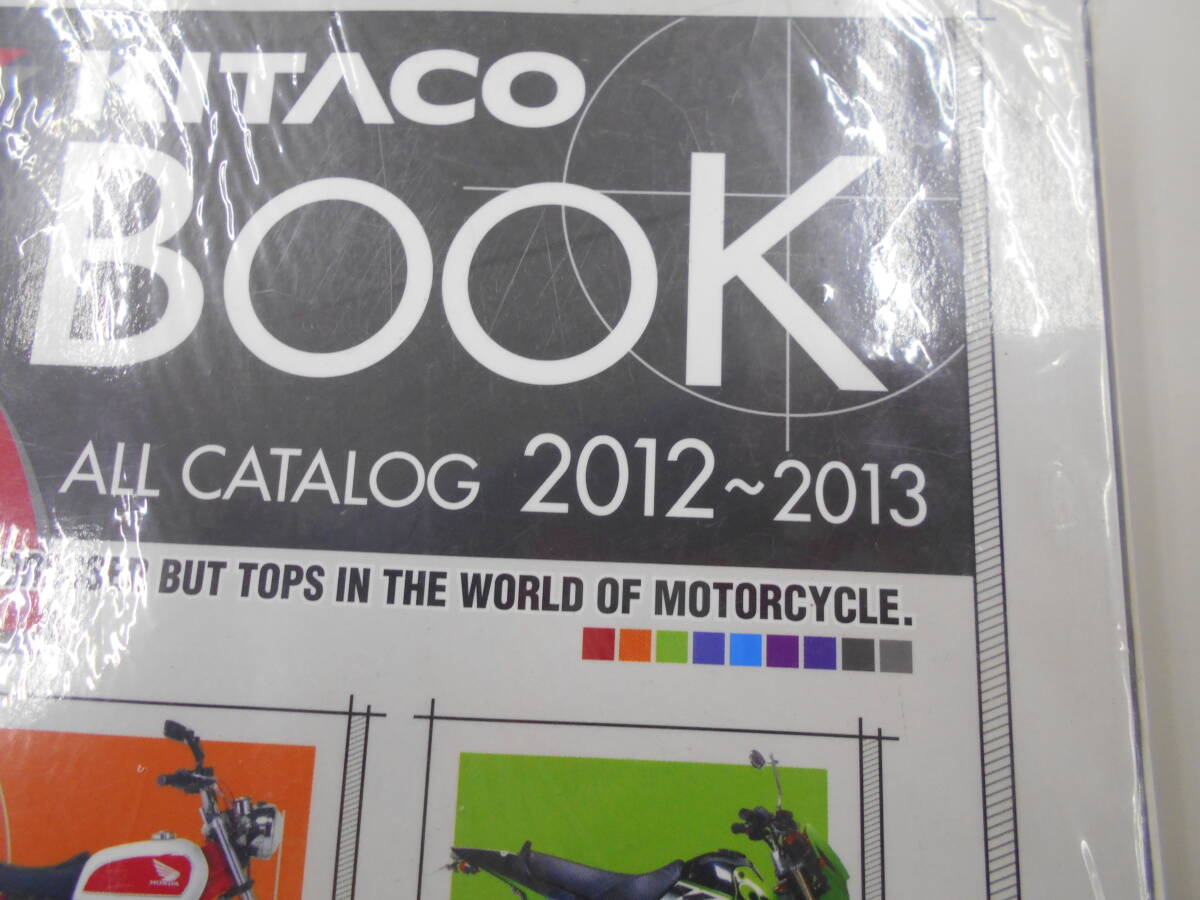 KITACO
BOOK
ALL CATALOG 2012~2013
BUT TOPS IN THE WORLD OF MOTORCYCLE.
HONDA